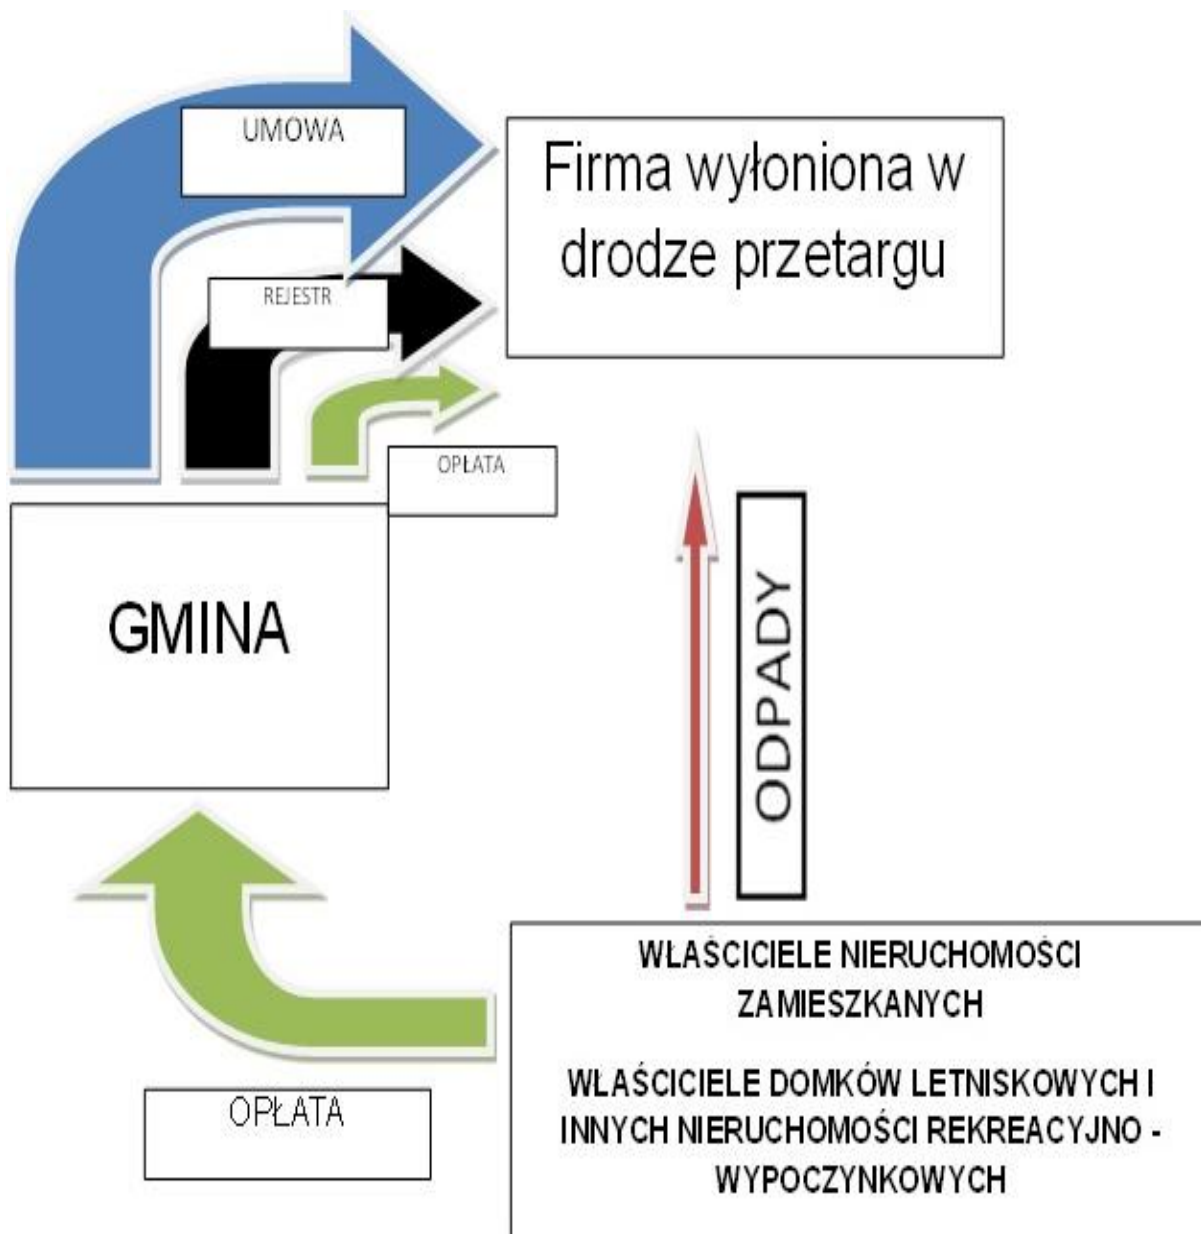 UMOWA
Firma wyłoniona w
drodze przetargu
REJESTR
OPŁATA
GMINA
ODPADY
WŁAŚCICIELE NIERUCHOMOŚCI
ZAMIESZKANYCH
WŁAŚCICIELE DOMKÓW LETNISKOWYCH I
INNYCH NIERUCHOMOŚCI REKREACYJNO -
WYPOCZYNKOWYCH
OPŁATA